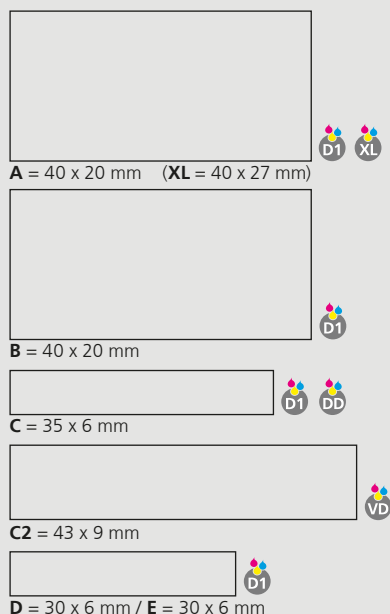 D1 XL
A = 40 x 20 mm (XL = 40 x 27 mm)
D1
B = 40 x 20 mm
D1 DD
C = 35 x 6 mm
VD
C2 = 43 x 9 mm
D1
D = 30 x 6 mm / E = 30 x 6 mm